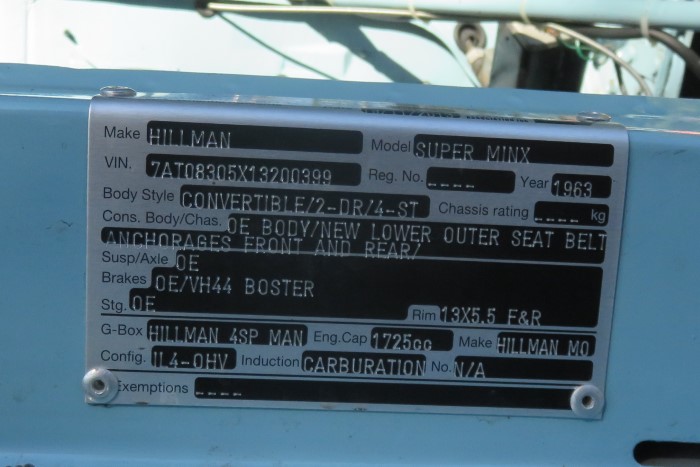 Make HILLMAN Model SUPER MINX
VIN. 7AT08305X13200399 Reg. No. ---- Year 1963
Body Style CONVERTIBLE/2-DR/4-ST Chassis rating ---- kg
Cons. Body/Chas. OE BODY/NEW LOWER OUTER SEAT BELT
ANCHORAGES FRONT AND REAR/
Susp/Axle OE
Brakes OE/VH44 BOSTER
Stg. OE Rim 13X5.5 F&R
G-Box HILLMAN 4SP MAN Eng.Cap 1725cc Make HILLMAN MO
Config. IL4-OHV Induction CARBURATION No. N/A
Exemptions ----